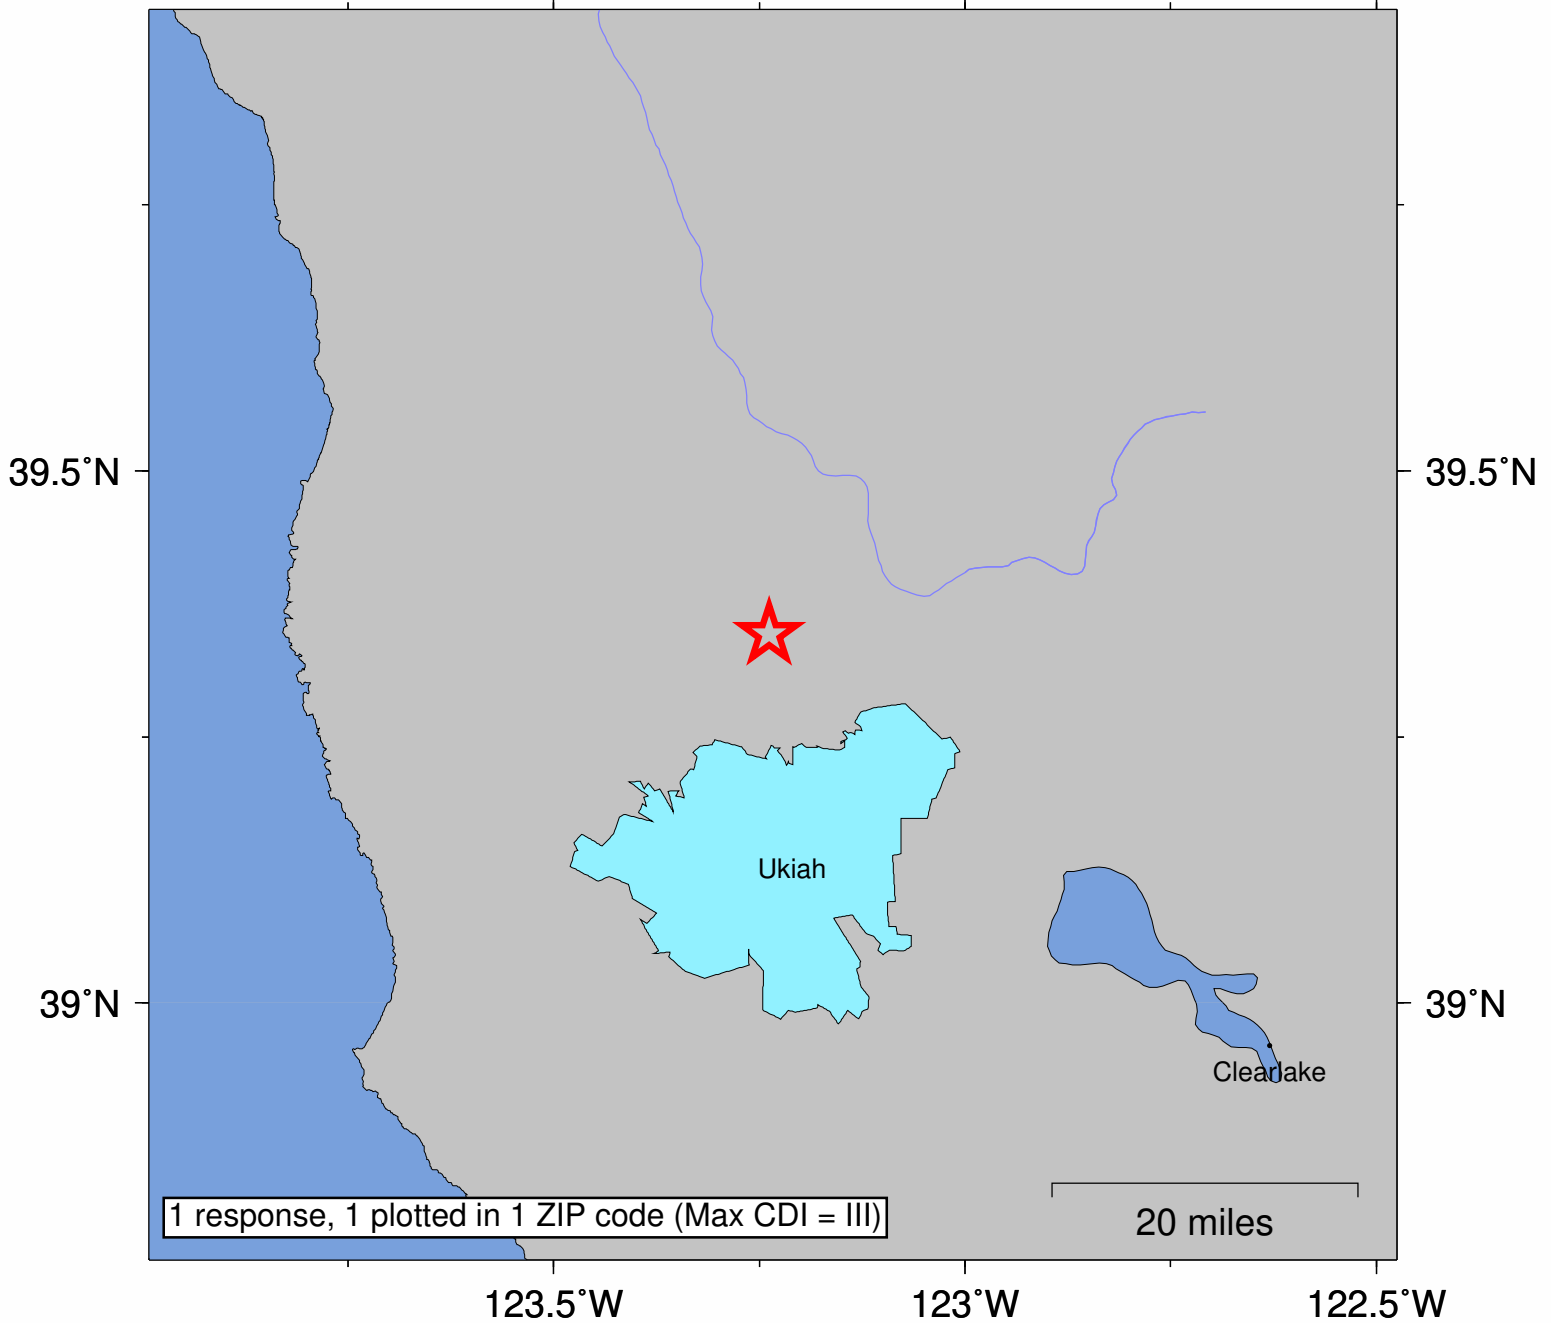 39.5˚N
39.5˚N
Ukiah
39˚N
39˚N
Clearlake
1 response, 1 plotted in 1 ZIP code (Max CDI = III)
20 miles
123.5˚W
123˚W
122.5˚W